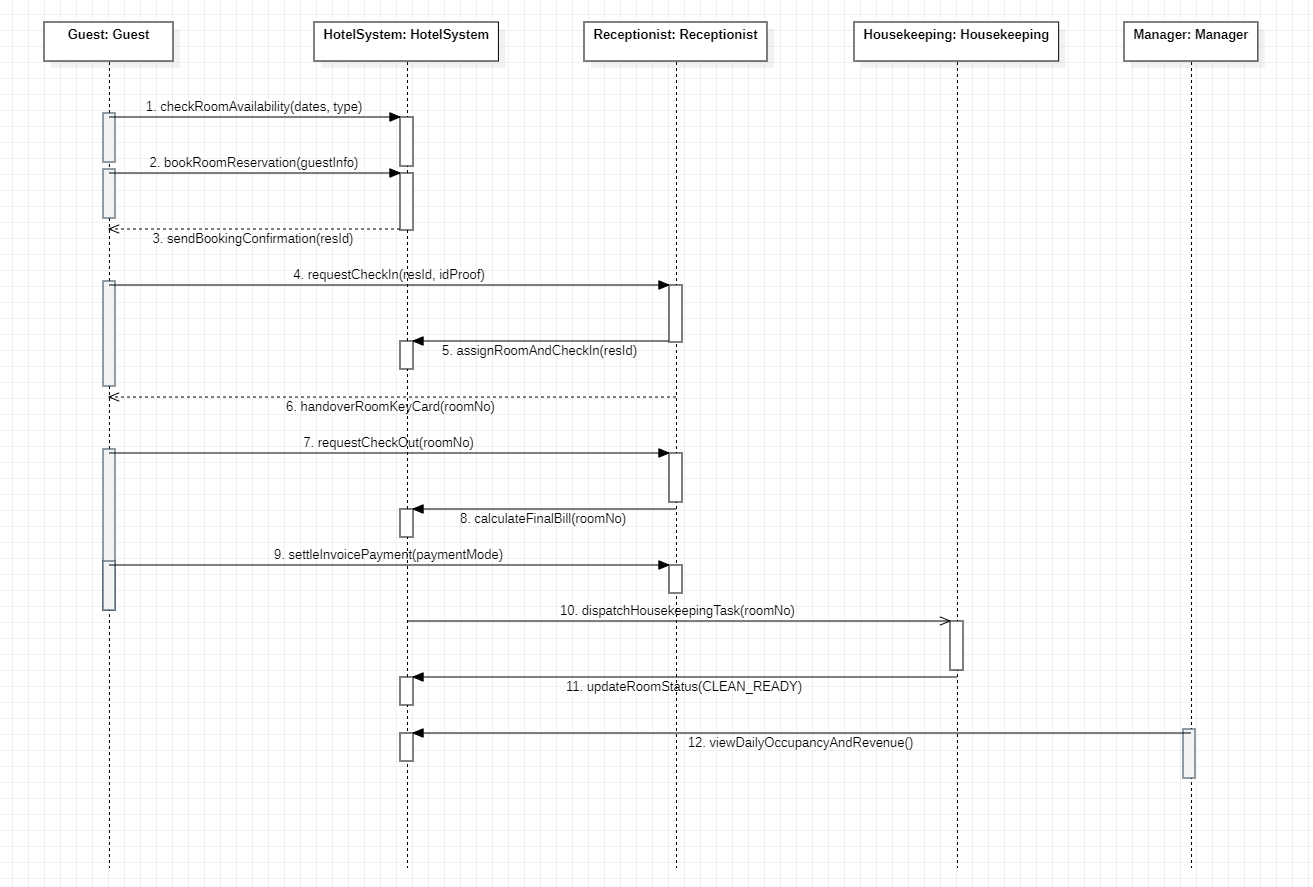 Guest: Guest
HotelSystem: HotelSystem
Receptionist: Receptionist
Housekeeping: Housekeeping
Manager: Manager
1. checkRoomAvailability(dates, type)
2. bookRoomReservation(guestInfo)
3. sendBookingConfirmation(resId)
4. requestCheckIn(resId, idProof)
5. assignRoomAndCheckIn(resId)
6. handoverRoomKeyCard(roomNo)
7. requestCheckOut(roomNo)
8. calculateFinalBill(roomNo)
9. settleInvoicePayment(paymentMode)
10. dispatchHousekeepingTask(roomNo)
11. updateRoomStatus(CLEAN_READY)
12. viewDailyOccupancyAndRevenue()